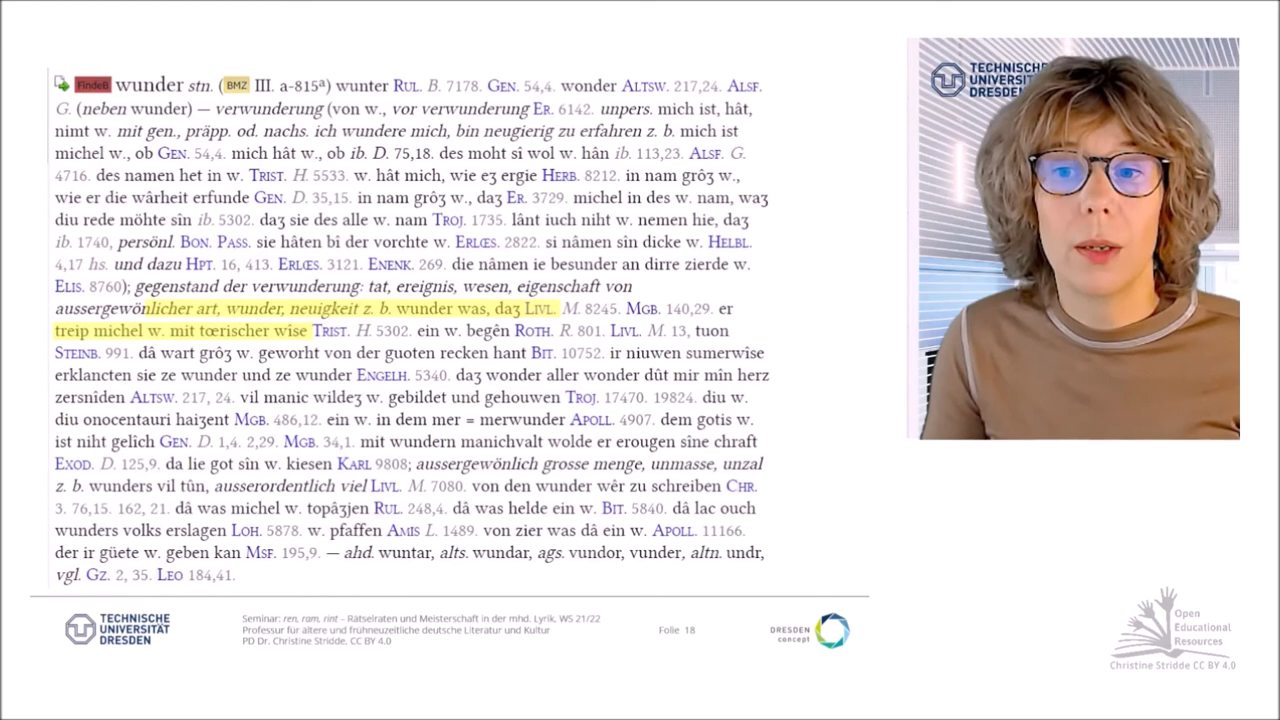 FindeB wunder stn. (BMZ III. a-815ª) wunter RUL. B. 7178. GEN. 54,4. wonder ALTSW. 217,24. ALSF.
G. (neben wunder) — verwunderung (von w., vor verwunderung ER. 6142. unpers. mich ist, hât,
nimt w. mit gen., präpp. od. nachs. ich wundere mich, bin neugierig zu erfahren z. b. mich ist
michel w., ob GEN. 54,4. mich hât w., ob ib. D. 75,18. des moht sî wol w. hân ib. 113,23. ALSF. G.
4716. des namen het in w. TRIST. H. 5533. w. hât mich, wie eʒ ergie HERB. 8212. in nam grôʒ w.,
wie er die wârheit erfunde GEN. D. 35,15. in nam grôʒ w., daʒ ER. 3729. michel in des w. nam, waʒ
diu rede möhte sîn ib. 5302. daʒ sie des alle w. nam TROJ. 1735. lânt iuch niht w. nemen hie, daʒ
ib. 1740, persönl. BON. PASS. sie hâten bî der vorchte w. ERLŒS. 2822. si nâmen sîn dicke w. HELBL.
4,17 hs. und dazu HPT. 16, 413. ERLŒS. 3121. ENENK. 269. die nâmen ie besunder an dirre zierde w.
ELIS. 8760); gegenstand der verwunderung: tat, ereignis, wesen, eigenschaft von
aussergewönlicher art, wunder, neuigkeit z. b. wunder was, daʒ LIVL. M. 8245. MGB. 140,29. er
treip michel w. mit tœrischer wîse TRIST. H. 5302. ein w. begên ROTH. R. 801. LIVL. M. 13, tuon
STEINB. 991. dâ wart grôʒ w. geworht von der guoten recken hant BIT. 10752. ir niuwen sumerwîse
erklancten sie ze wunder und ze wunder ENGELH. 5340. daʒ wonder aller wonder dût mir mîn herz
zersnîden ALTSW. 217, 24. vil manic wildeʒ w. gebildet und gehouwen TROJ. 17470. 19824. diu w.
diu onocentauri haiʒent MGB. 486,12. ein w. in dem mer = merwunder APOLL. 4907. dem gotis w.
ist niht gelîch GEN. D. 1,4. 2,29. MGB. 34,1. mit wundern manichvalt wolde er erougen sîne chraft
EXOD. D. 125,9. da lie got sîn w. kiesen KARL 9808; aussergewönlich grosse menge, unmasse, unzal
z. b. wunders vil tûn, ausserordentlich viel LIVL. M. 7080. von den wunder wêr zu schreiben CHR.
3. 76,15. 162, 21. dâ was michel w. topâʒjen RUL. 248,4. dâ was helde ein w. BIT. 5840. dâ lac ouch
wunders volks erslagen LOH. 5878. w. pfaffen AMIS L. 1489. von zier was dâ ein w. APOLL. 11166.
der ir güete w. geben kan MSF. 195,9. — ahd. wuntar, alts. wundar, ags. vundor, vunder, altn. undr,
vgl. GZ. 2, 35. LEO 184,41.
TECHNISCHE
UNIVERSITÄT
DRESDEN
Seminar: ren, ram, rint – Rätselraten und Meisterschaft in der mhd. Lyrik, WS 21/22
Professur für ältere und frühneuzeitliche deutsche Literatur und Kultur
PD Dr. Christine Stridde, CC BY 4.0
Folie 18
DRESDEN
concept
TECHNISCHE
UNIVERSITÄT
DRESDEN
Open
Educational
Resources
Christine Stridde CC BY 4.0